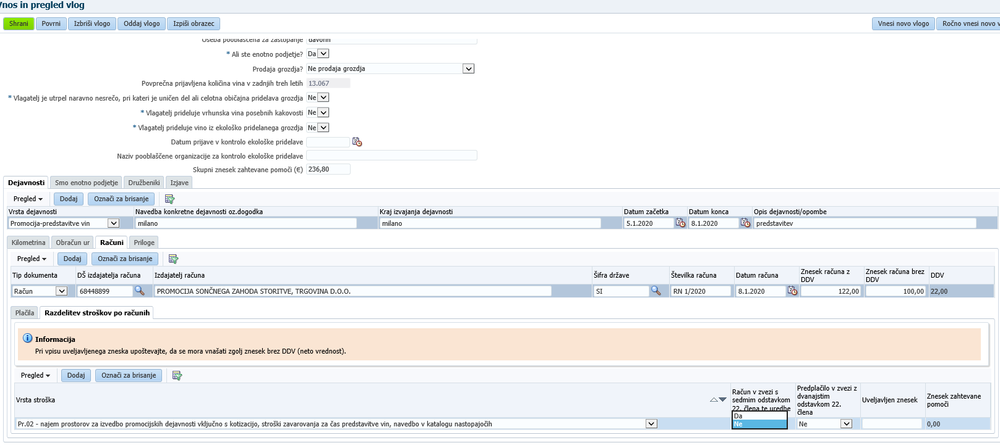 Vnos in pregled vlog
Shrani Povrni Izbriši vlogo Oddaj vlogo Izpiši obrazec Vnesi novo vlogo Ročno vnesi novo v
Oseba pooblaščena za zastopanje davorin
* Ali ste enotno podjetje? Da
Prodaja grozdja? Ne prodaja grozdja
Povprečna prijavljena količina vina v zadnjih treh letih 13.067
* Vlagatelj je utrpel naravno nesrečo, pri kateri je uničen del ali celotna običajna pridelava grozdja Ne
* Vlagatelj prideluje vrhunska vina posebnih kakovosti Ne
* Vlagatelj prideluje vino iz ekološko pridelanega grozdja Ne
Datum prijave v kontrolo ekološke pridelave
Naziv pooblaščene organizacije za kontrolo ekološke pridelave
Skupni znesek zahtevane pomoči (€) 236,80
Dejavnosti Smo enotno podjetje Družbeniki Izjave
Pregled Dodaj Označi za brisanje
Vrsta dejavnosti Navedba konkretne dejavnosti oz.dogodka Kraj izvajanja dejavnosti Datum začetka Datum konca Opis dejavnosti/opombe
Promocija-predstavitve vin milano milano 5.1.2020 8.1.2020 predstavitev
Kilometrina Obračun ur Računi Priloge
Pregled Dodaj Označi za brisanje
Tip dokumenta DŠ izdajatelja računa Izdajatelj računa Šifra države Številka računa Datum računa Znesek računa z DDV Znesek računa brez DDV DDV
Račun 68448899 PROMOCIJA SONČNEGA ZAHODA STORITVE, TRGOVINA D.O.O. SI RN 1/2020 8.1.2020 122,00 100,00 22,00
Plačila Razdelitev stroškov po računih
Informacija
Pri vpisu uveljavljenega zneska upoštevajte, da se mora vnašati zgolj znesek brez DDV (neto vrednost).
Pregled Dodaj Označi za brisanje
Vrsta stroška Račun v zvezi s sedmim odstavkom 22. člena te uredbe Predplačilo v zvezi z dvanajstim odstavkom 22. člena Uveljavljen znesek Znesek zahtevane pomoči
Da
Pr.02 - najem prostorov za izvedbo promocijskih dejavnosti vključno s kotizacijo, stroški zavarovanja za čas predstavitve vin, navedbo v katalogu nastopajočih Ne Ne 0,00